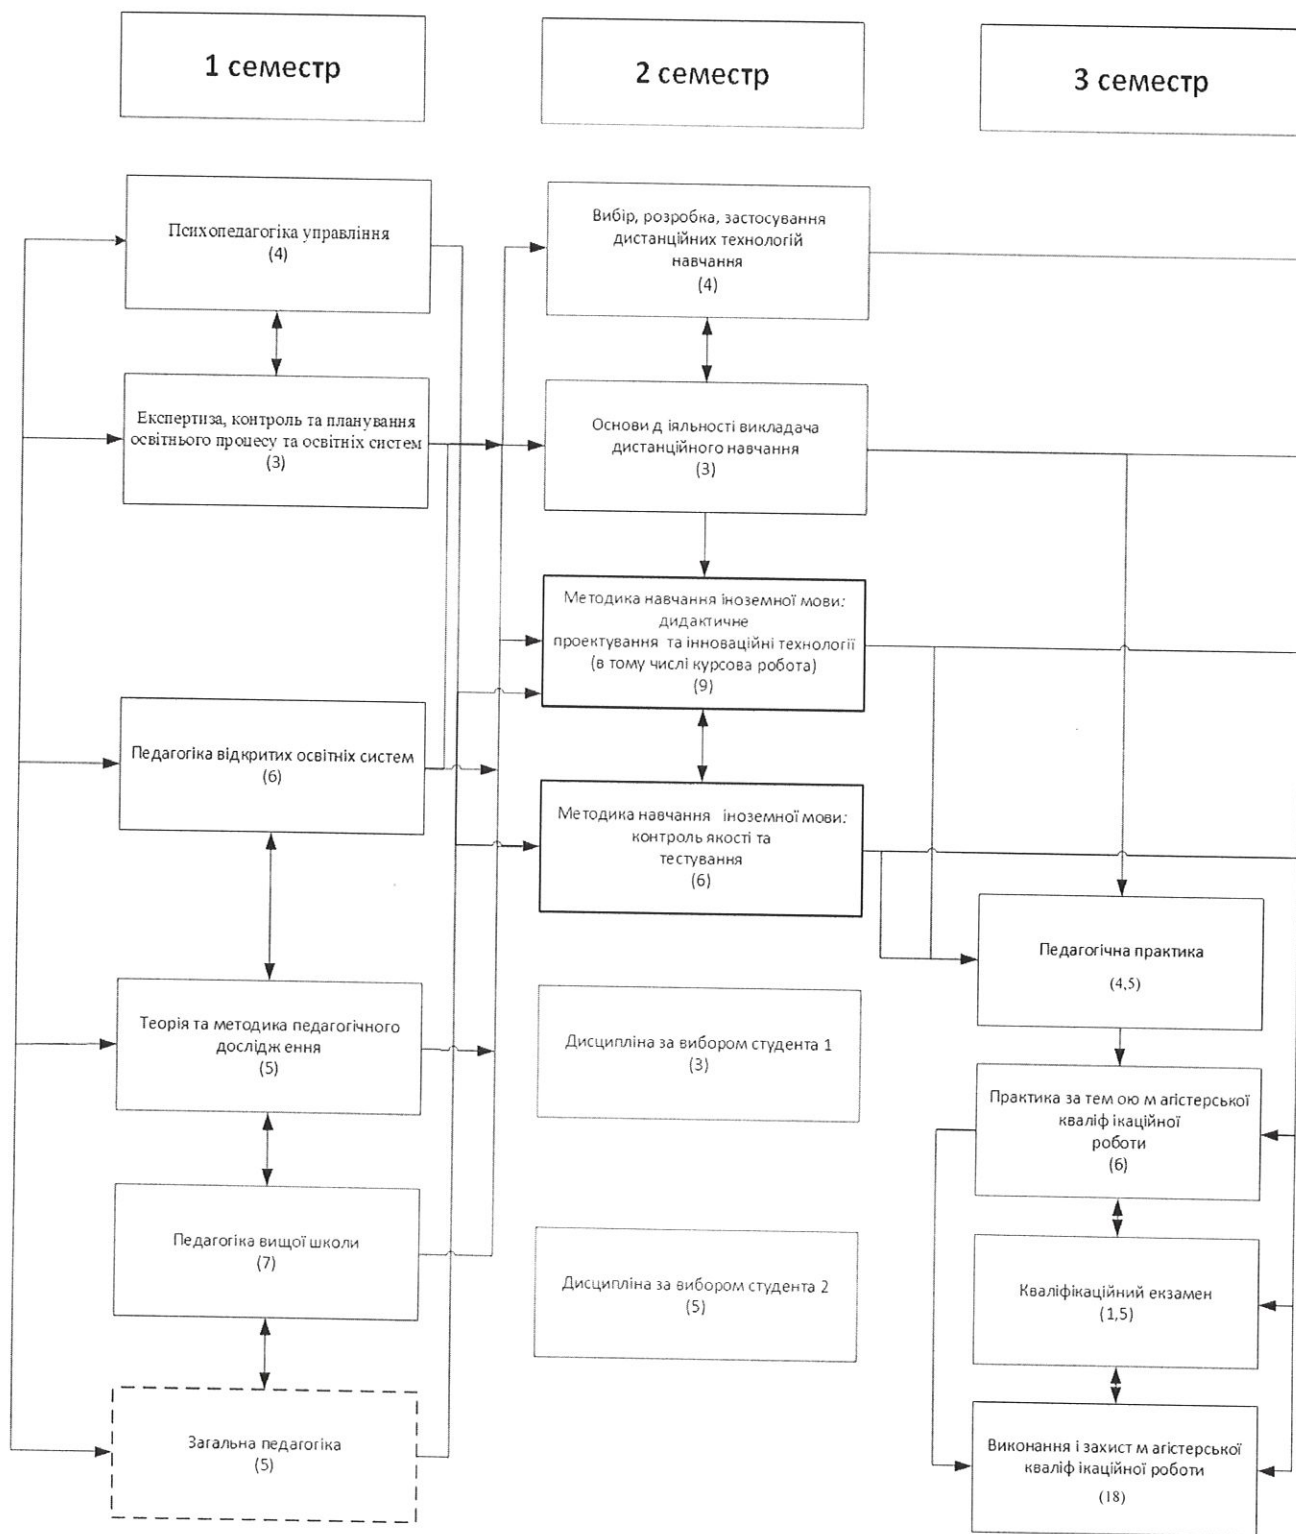 1 семестр
2 семестр
3 семестр
Психопедагогіка управління
(4)
Експертиза, контроль та планування
освітнього процесу та освітніх систем
(3)
Педагогіка відкритих освітніх систем
(6)
Теорія та методика педагогічного
дослідж ення
(5)
Педагогіка вищої школи
(7)
Загальна педагогіка
(5)
Вибір, розробка, застосування
дистанційних технологій
навчання
(4)
Основи д іяльності викладача
дистанційного навчання
(3)
Методика навчання іноземної мови:
дидактичне
проектування та інноваційні технології
(в тому числі курсова робота)
(9)
Методика навчання іноземної мови:
контроль якості та
тестування
(6)
Дисципліна за вибором студента 1
(3)
Дисципліна за вибором студента 2
(5)
Педагогічна практика
(4,5)
Практика за тем ою м агістерської
кваліф ікаційної
роботи
(6)
Кваліфікаційний екзамен
(1,5)
Виконання і захист м агістерської
кваліф ікаційної роботи
(18)